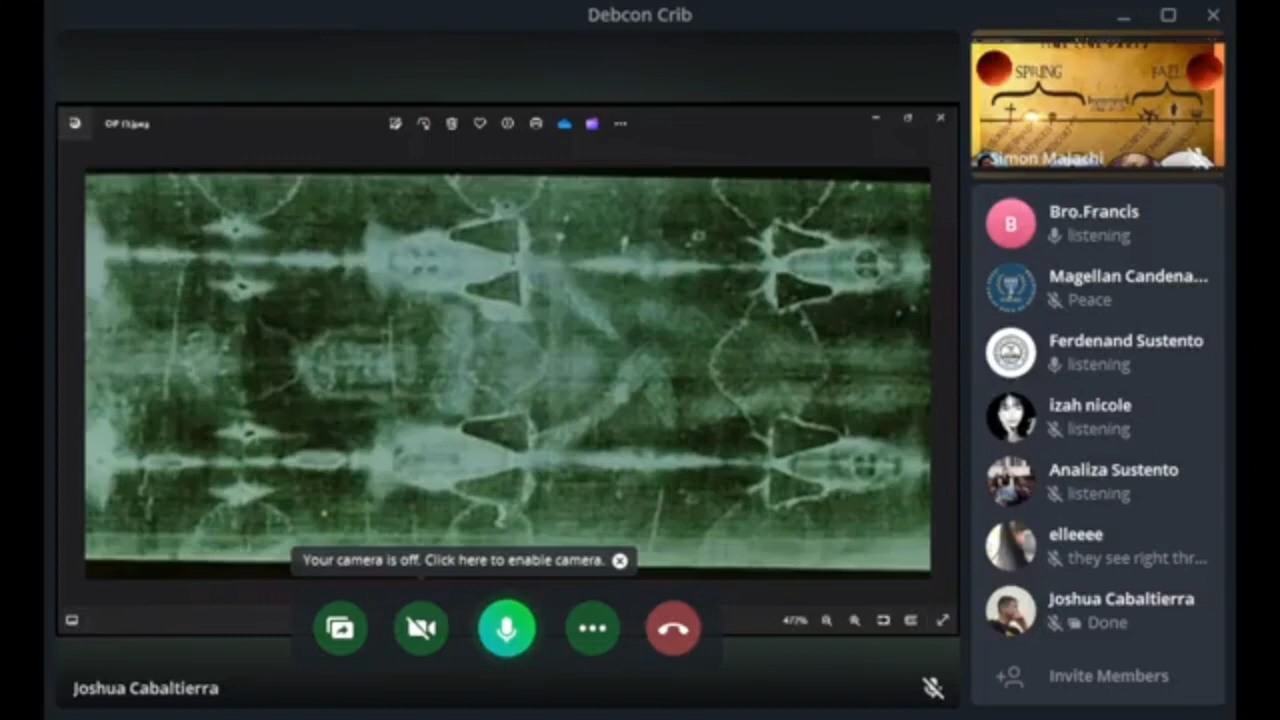 Debcon Crib
SPRING
FALL
Simon Malachi
Bro.Francis
listening
Magellan Candena...
Peace
Ferdenand Sustento
listening
izah nicole
listening
Analiza Sustento
listening
elleeee
they see right thr...
Joshua Cabaltierra
Done
Invite Members
Your camera is off. Click here to enable camera.
477%
Joshua Cabaltierra